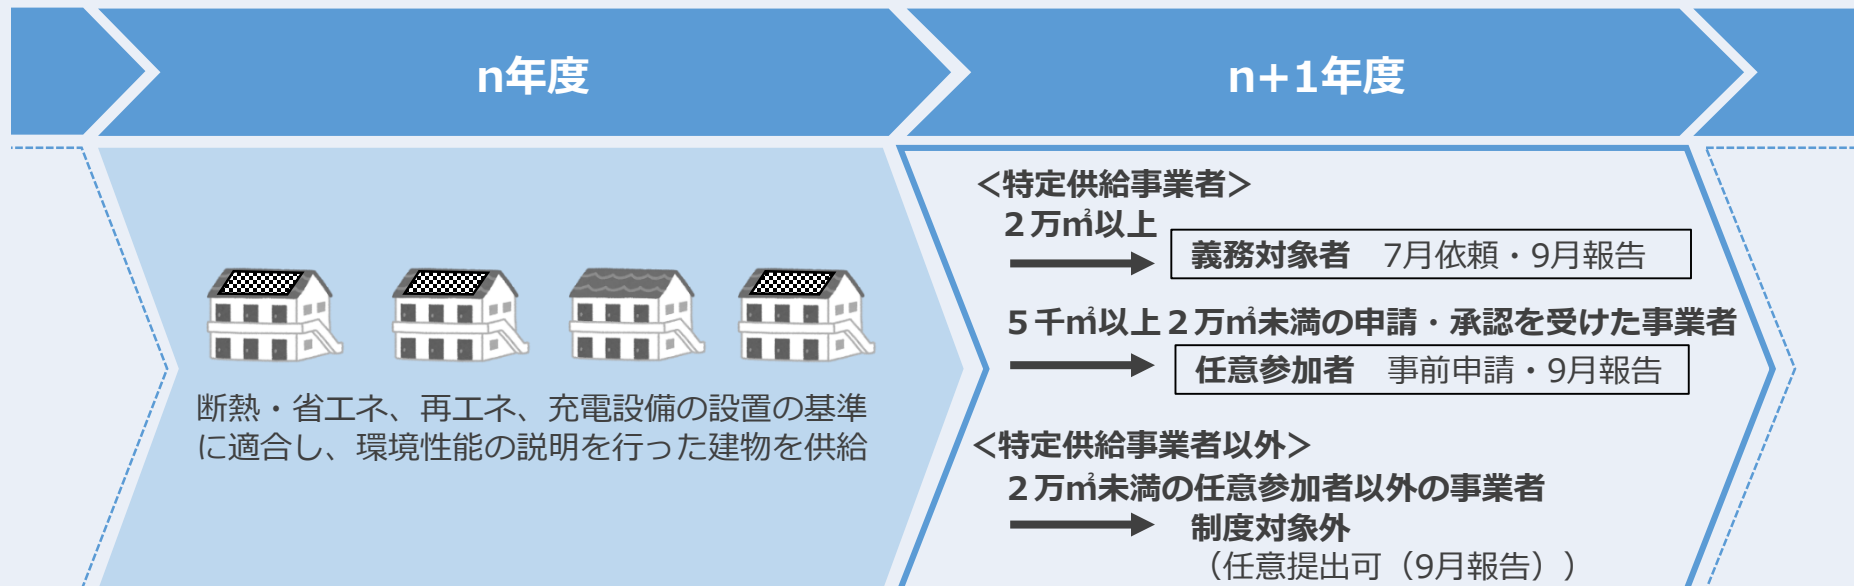 n年度
n+1年度
断熱・省エネ、再エネ、充電設備の設置の基準
に適合し、環境性能の説明を行った建物を供給
＜特定供給事業者＞
２万㎡以上
義務対象者　7月依頼・9月報告
５千㎡以上２万㎡未満の申請・承認を受けた事業者
任意参加者　事前申請・9月報告
＜特定供給事業者以外＞
２万㎡未満の任意参加者以外の事業者
制度対象外
（任意提出可（9月報告））